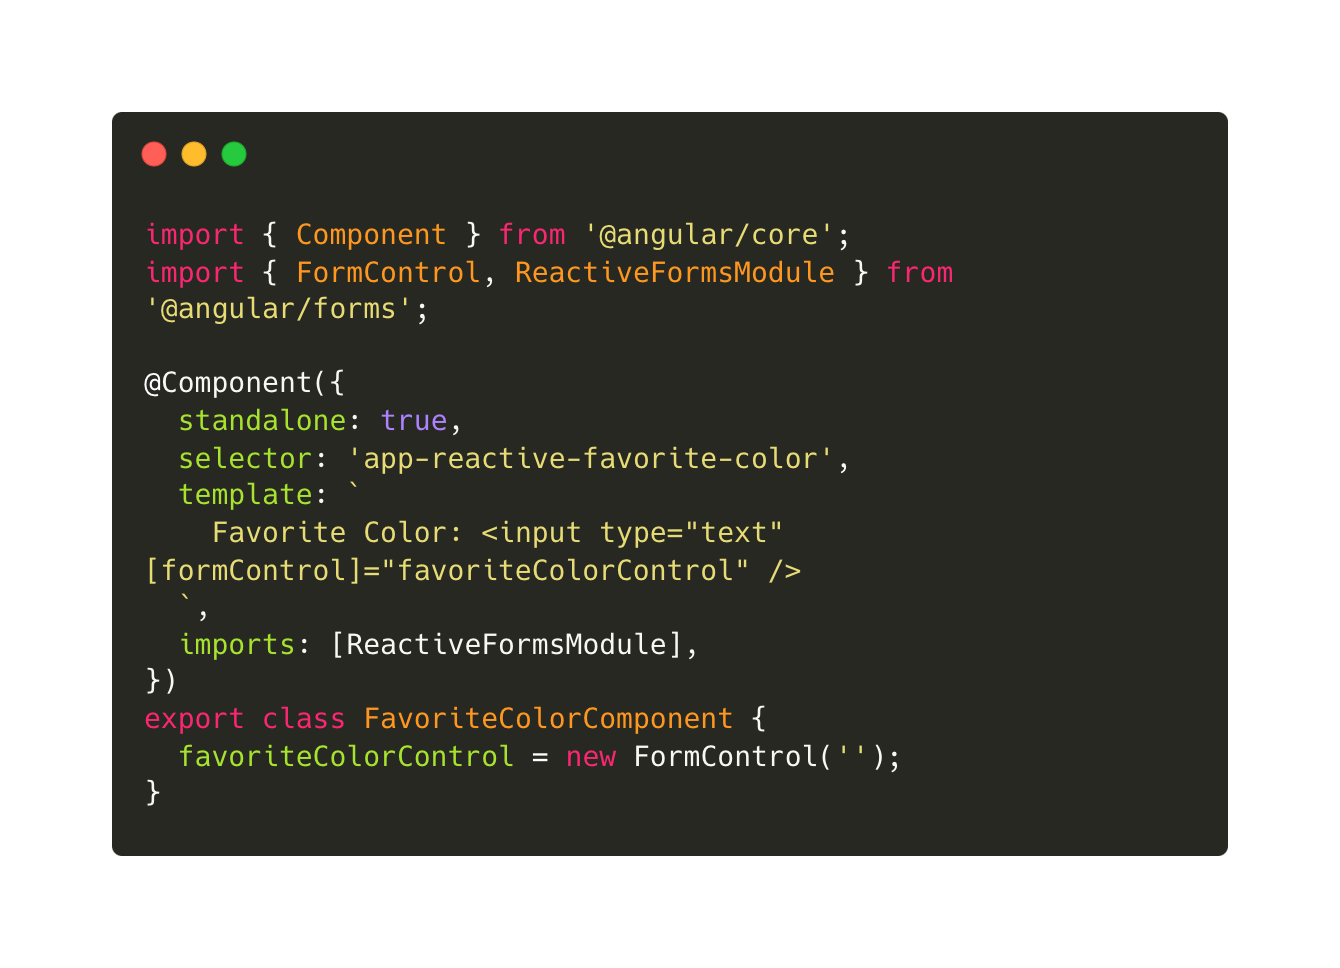 import { Component } from '@angular/core';
import { FormControl, ReactiveFormsModule } from
'@angular/forms';

@Component({
  standalone: true,
  selector: 'app-reactive-favorite-color',
  template: `
    Favorite Color: <input type="text"
[formControl]="favoriteColorControl" />
  `,
  imports: [ReactiveFormsModule],
})
export class FavoriteColorComponent {
  favoriteColorControl = new FormControl('');
}